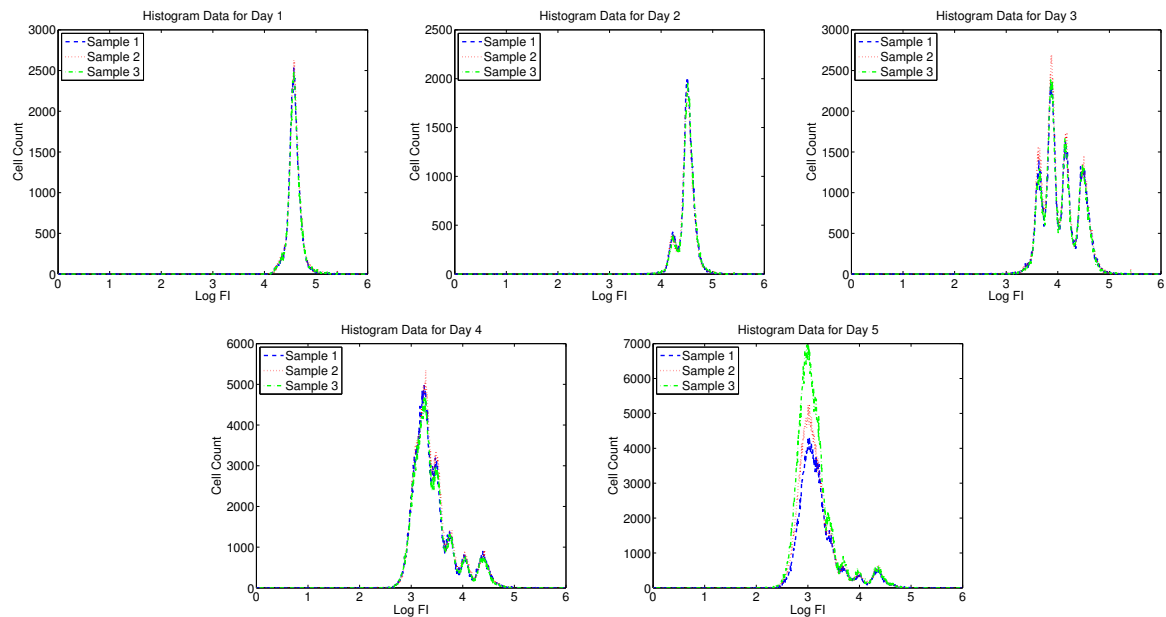 Histogram Data for Day 1
3000
2500
2000
1500
1000
500
0
Cell Count
Sample 1
Sample 2
Sample 3
0 1 2 3 4 5 6
Log FI
Histogram Data for Day 2
2500
2000
1500
1000
500
0
Cell Count
Sample 1
Sample 2
Sample 3
0 1 2 3 4 5 6
Log FI
Histogram Data for Day 3
3000
2500
2000
1500
1000
500
0
Cell Count
Sample 1
Sample 2
Sample 3
0 1 2 3 4 5 6
Log FI
Histogram Data for Day 4
6000
5000
4000
3000
2000
1000
0
Cell Count
Sample 1
Sample 2
Sample 3
0 1 2 3 4 5 6
Log FI
Histogram Data for Day 5
7000
6000
5000
4000
3000
2000
1000
0
Cell Count
Sample 1
Sample 2
Sample 3
0 1 2 3 4 5 6
Log FI